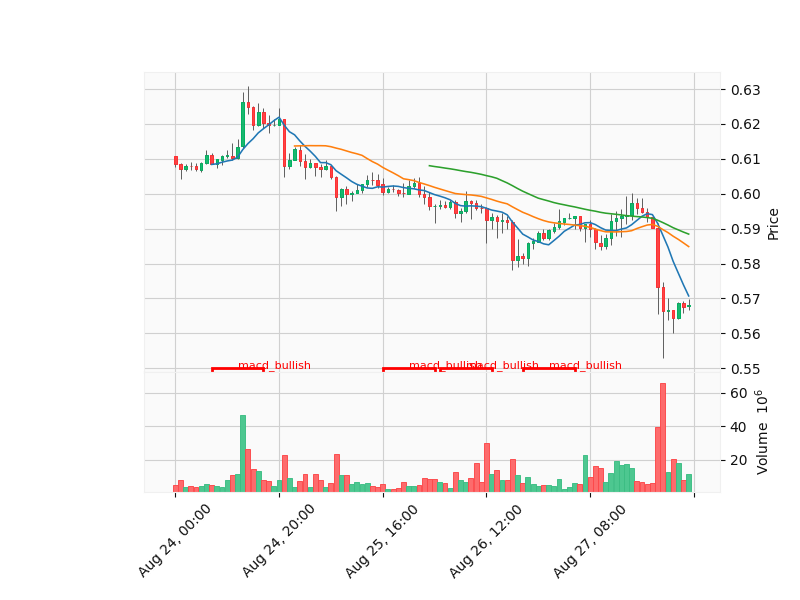 0.63
0.62
0.61
0.60
0.59
0.58
0.57
0.56
0.55
Price
macd_bullish
macd_bullish
macd_bullish
macd_bullish
60
40
20
Volume 10^6
Aug 24, 00:00
Aug 24, 20:00
Aug 25, 16:00
Aug 26, 12:00
Aug 27, 08:00